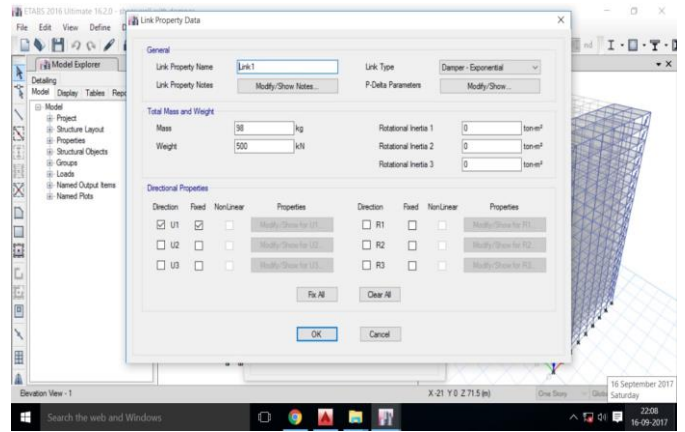 ETABS 2016 Ultimate 16.2.0 -
Link Property Data
File Edit View Define
Model Explorer
Detailing
Model Display Tables Repo
Model
Project
Structure Layout
Properties
Structural Objects
Groups
Loads
Named Output Items
Named Plots
General
Link Property Name Link1 Link Type Damper - Exponential
Link Property Notes Modify/Show Notes... P-Delta Parameters Modify/Show...
Total Mass and Weight
Mass 98 kg Rotational Inertia 1 0 ton-m²
Weight 500 kN Rotational Inertia 2 0 ton-m²
Rotational Inertia 3 0 ton-m²
Directional Properties
Direction Fixed NonLinear Properties Direction Fixed NonLinear Properties
U1 Modify/Show for U1... R1 Modify/Show for R1...
U2 Modify/Show for U2... R2 Modify/Show for R2...
U3 Modify/Show for U3... R3 Modify/Show for R3...
Fix All Clear All
OK Cancel
Elevation View - 1 X -21 Y 0 Z 71.5 (m) One Story
16 September 2017
Saturday
Search the web and Windows
22:08
16-09-2017